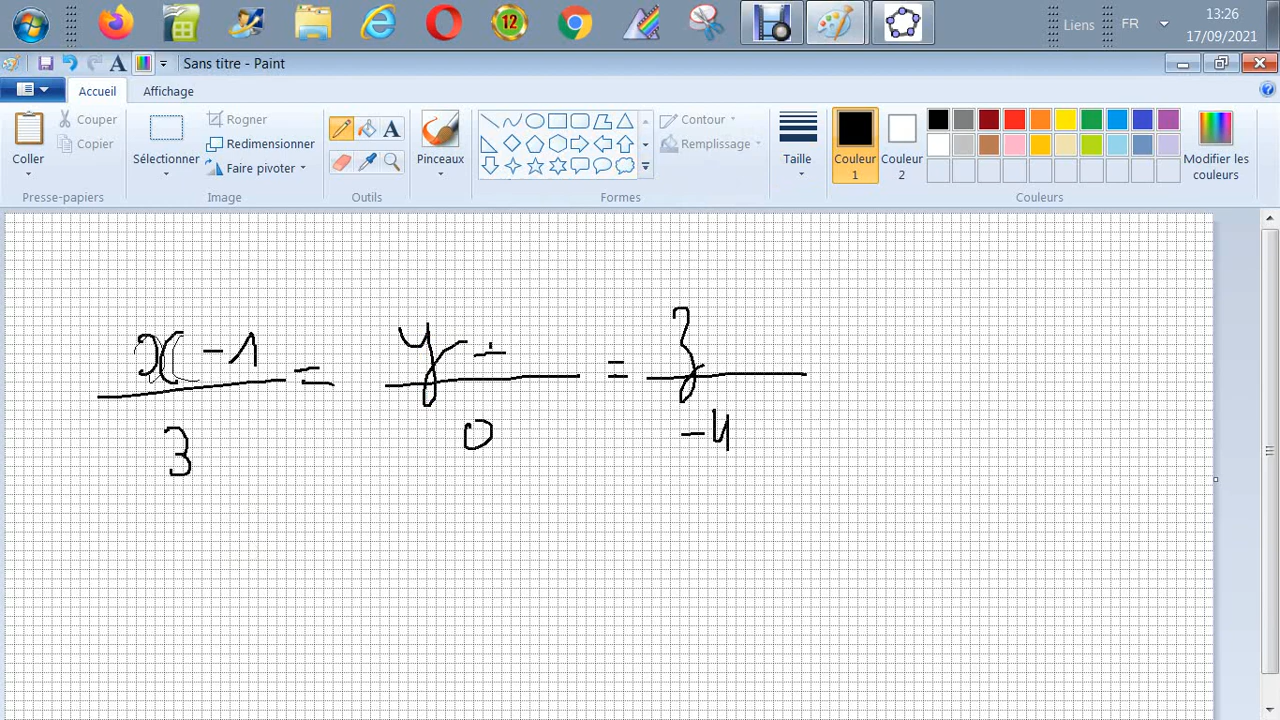 12
Liens
FR
13:26
17/09/2021
Sans titre - Paint
Accueil
Affichage
Coller
Couper
Copier
Presse-papiers
Sélectionner
Rogner
Redimensionner
Faire pivoter
Image
Outils
Pinceaux
Formes
Contour
Remplissage
Taille
Couleur 1
Couleur 2
Modifier les couleurs
Couleurs
x - 1 = y = z
3 0 -4